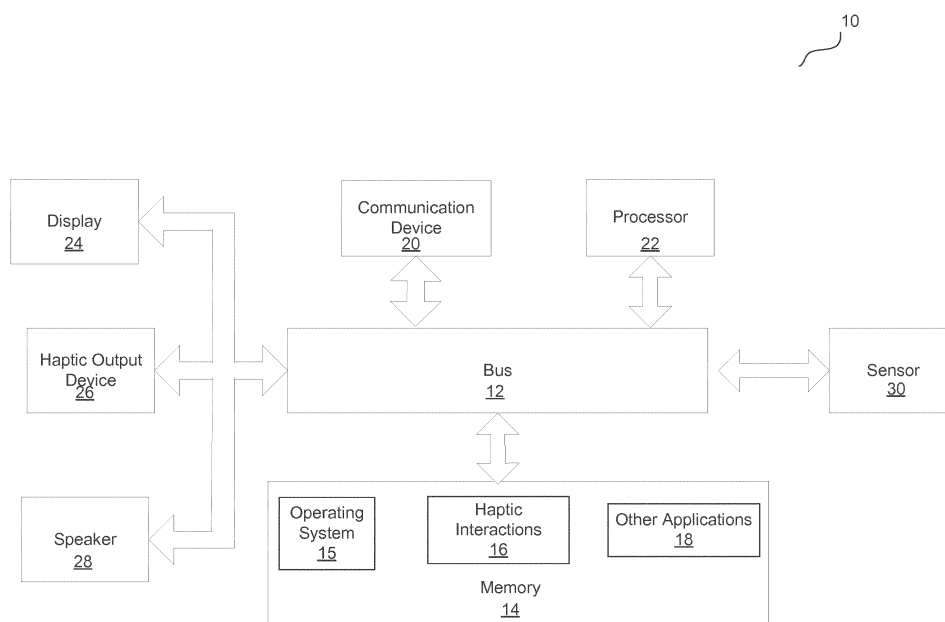 10
Display
24
Communication
Device
20
Processor
22
Haptic Output
Device
26
Bus
12
Sensor
30
Speaker
28
Operating
System
15
Haptic
Interactions
16
Other Applications
18
Memory
14